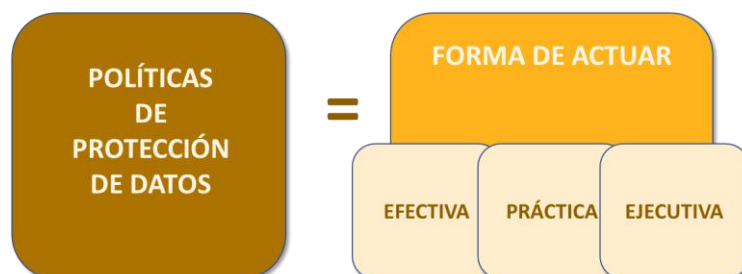 POLÍTICAS
DE
PROTECCIÓN
DE DATOS
=
FORMA DE ACTUAR
EFECTIVA
PRÁCTICA
EJECUTIVA